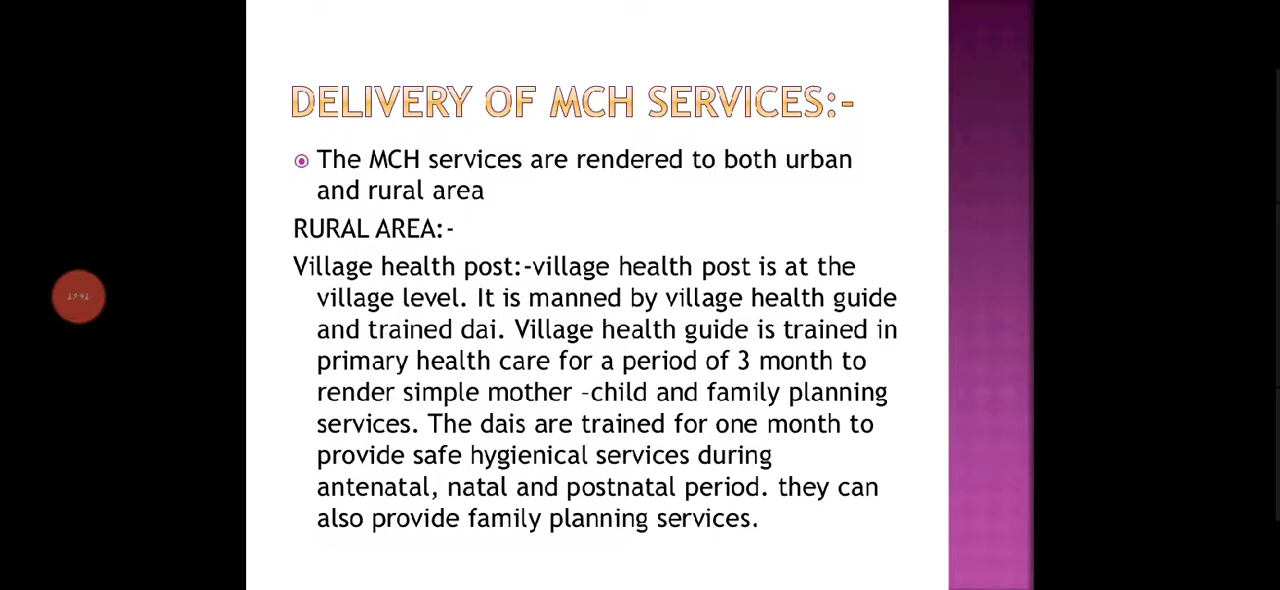 DELIVERY OF MCH SERVICES:-
The MCH services are rendered to both urban
and rural area
RURAL AREA:-
Village health post:-village health post is at the
village level. It is manned by village health guide
and trained dai. Village health guide is trained in
primary health care for a period of 3 month to
render simple mother -child and family planning
services. The dais are trained for one month to
provide safe hygienical services during
antenatal, natal and postnatal period. they can
also provide family planning services.